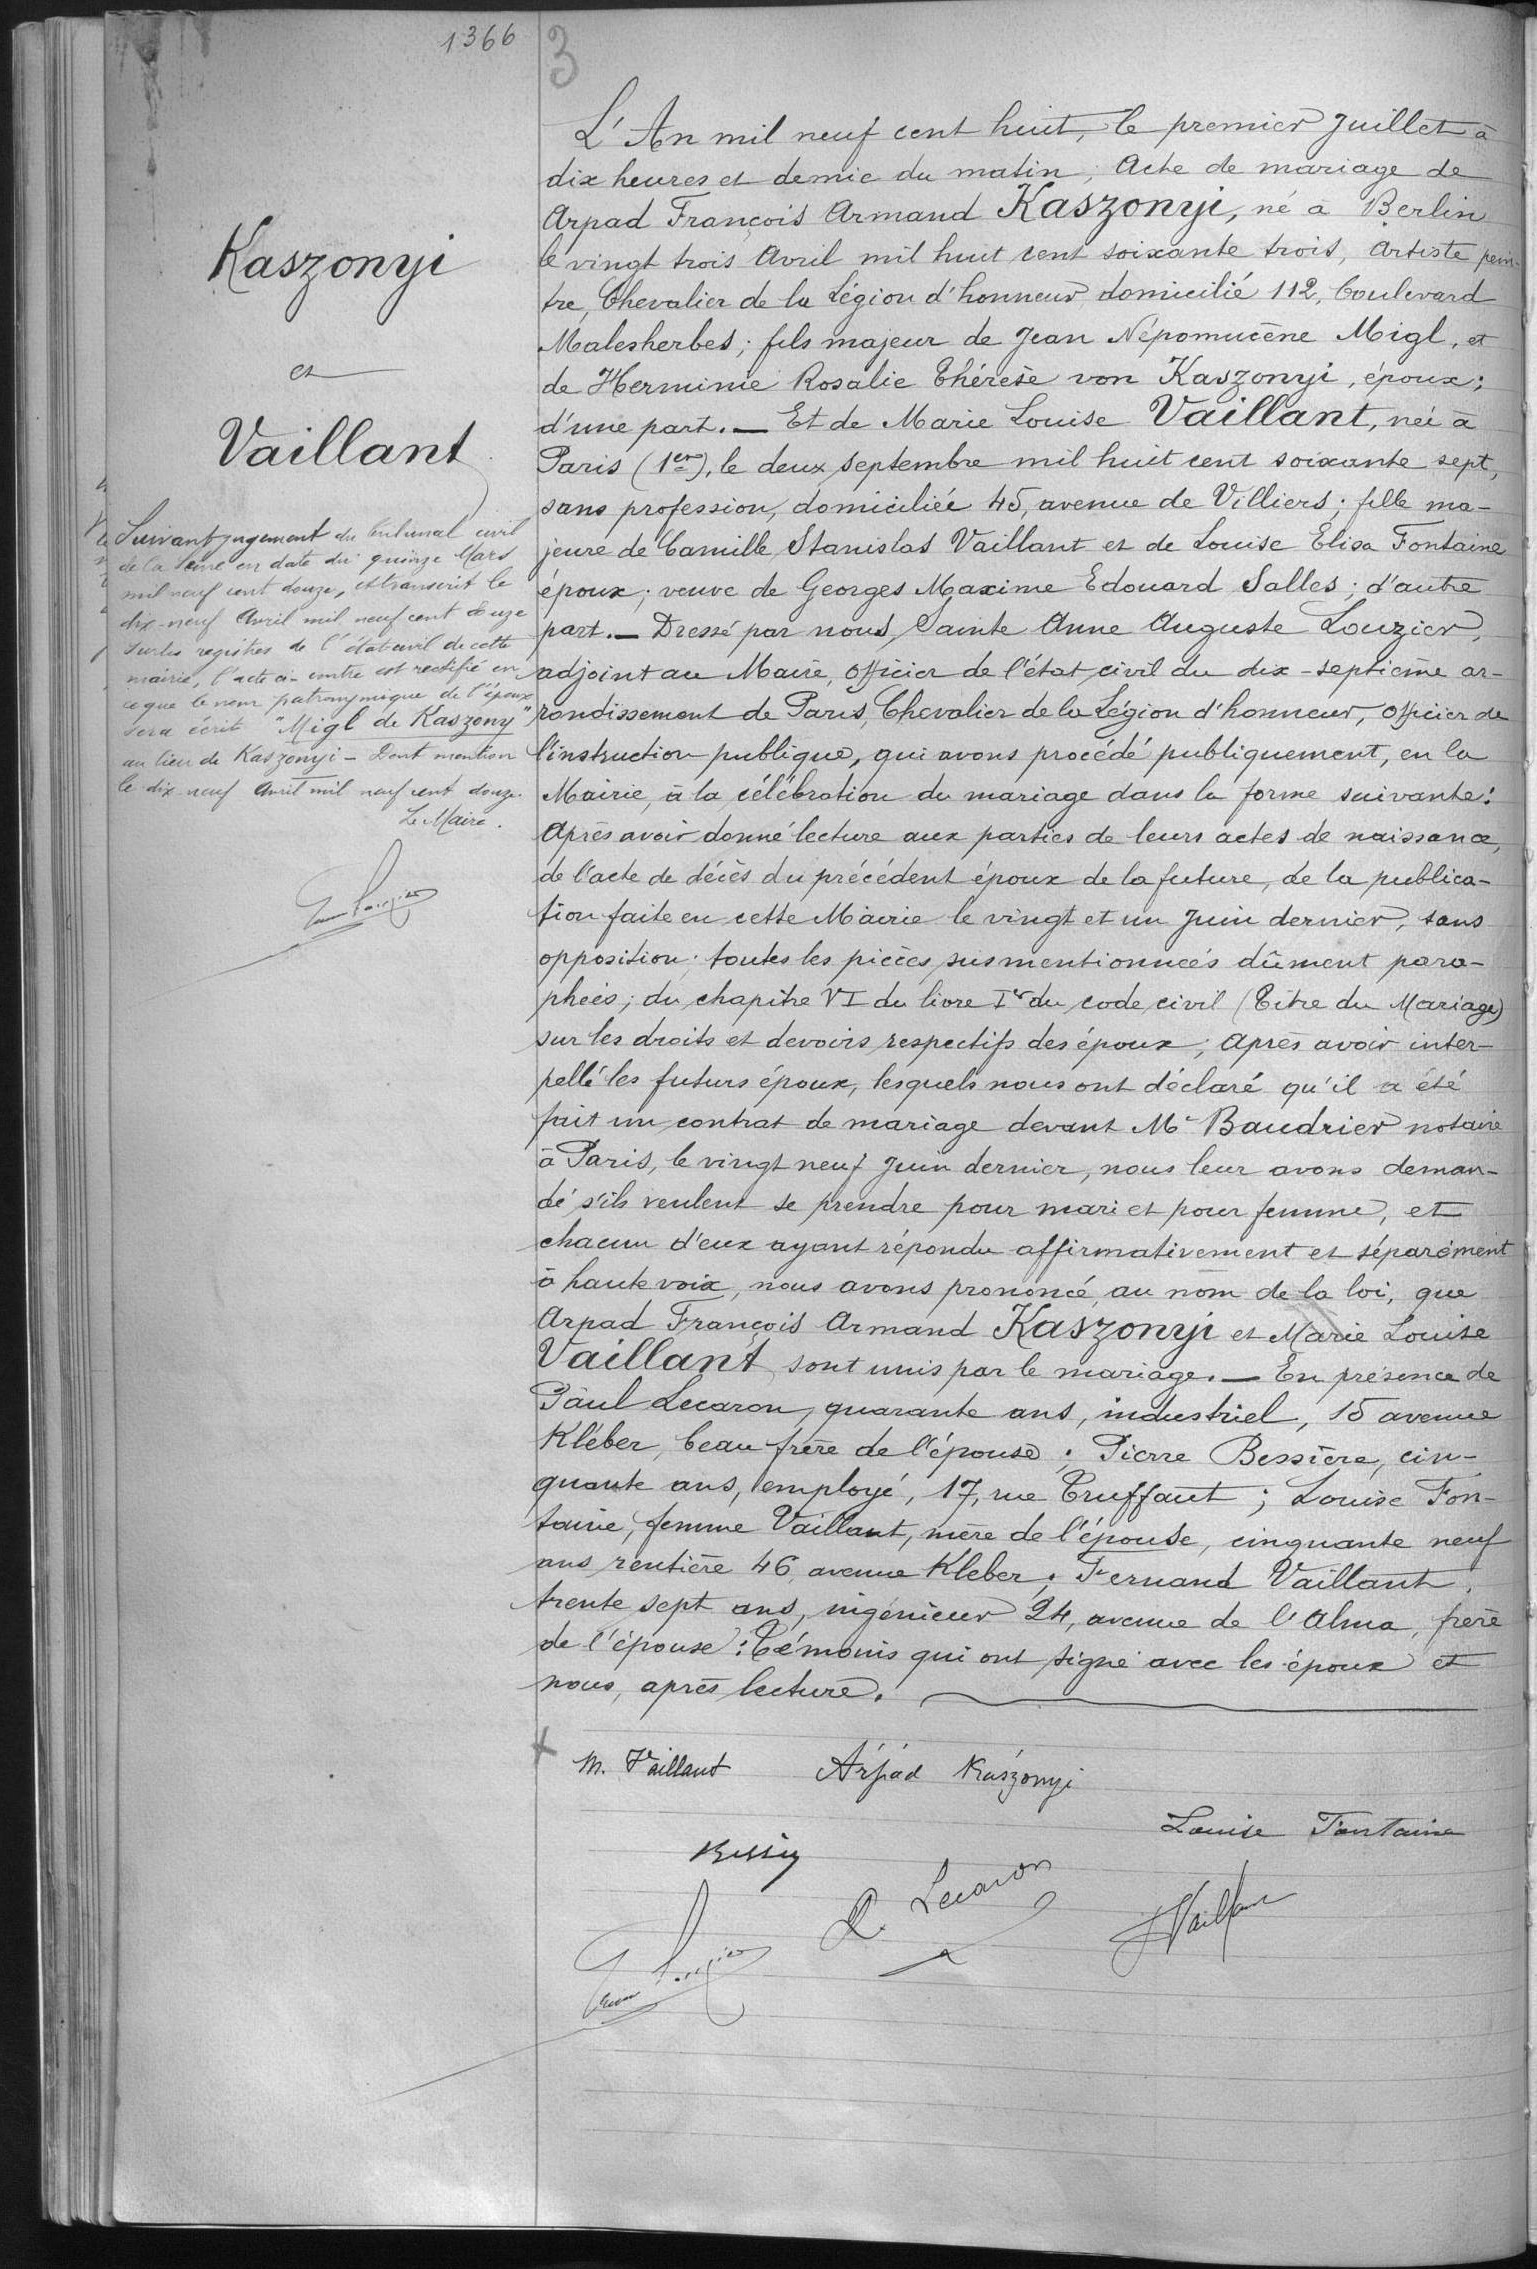 1366
3
Kaszonyi
et
Vaillant
Suivant jugement du tribunal civil
de la Seine en date du quinze Mars
mil neuf cent douze, et transcrit le
dix-neuf Avril mil neuf cent douze
sur les registres de l'état civil de cette
mairie, l'acte ci-contre est rectifié en
ce que le nom patronymique de l'époux
sera écrit "Migl de Kaszony"
au lieu de Kaszonyi - Dont mention
le dix-neuf Avril mil neuf cent douze.
Le Maire.
L'An mil neuf cent huit, le premier Juillet à
dix heures et demie du matin; Acte de mariage de
Arpad François Armand Kaszonyi, né à Berlin
le vingt trois Avril mil huit cent soixante trois, Artiste pein-
tre, Chevalier de la Légion d'honneur domicilié 112, boulevard
Malesherbes; fils majeur de Jean Népomucène Migl, et
de Herminie Rosalie Thérèse von Kaszonyi, époux;
d'une part. — Et de Marie Louise Vaillant, née à
Paris (1er), le deux septembre mil huit cent soixante sept,
sans profession, domiciliée 45, avenue de Villiers; fille ma-
jeure de Camille Stanislas Vaillant et de Louise Elisa Fontaine
époux; veuve de Georges Maxime Edouard Salles; d'autre
part. — Dressé par nous, Sainte Anne Auguste Louzier,
adjoint au Maire, officier de l'état civil du dix-septième ar-
rondissement de Paris, Chevalier de la Légion d'honneur, officier de
l'instruction publique, qui avons procédé publiquement, en la
Mairie, à la célébration du mariage dans la forme suivante:
Après avoir donné lecture aux parties de leurs actes de naissance,
de l'acte de décès du précédent époux de la future, de la publica-
tion faite en cette Mairie le vingt et un Juin dernier, sans
opposition; toutes les pièces susmentionnées dûment para-
phées; du chapitre VI du livre Ier du code civil (Titre du Mariage)
sur les droits et devoirs respectifs des époux; Après avoir inter-
pellé les futurs époux, lesquels nous ont déclaré qu'il a été
fait un contrat de mariage devant Me Baudrier notaire
à Paris, le vingt neuf Juin dernier, nous leur avons deman-
dé s'ils veulent se prendre pour mari et pour femme, et
chacun d'eux ayant répondu affirmativement et séparément
à haute voix, nous avons prononcé, au nom de la loi, que
Arpad François Armand Kaszonyi et Marie Louise
Vaillant sont unis par le mariage. — En présence de
Paul Lecaron, quarante ans, industriel, 15 avenue
Kléber, beau frère de l'épouse; Pierre Bessière, cin-
quante ans, employé, 17, rue Truffaut; Louise Fon-
taine, femme Vaillant, mère de l'épouse, cinquante neuf
ans rentière 46 avenue Kleber; Fernand Vaillant,
trente sept ans, ingénieur 24, avenue de l'Alma, frère
de l'épouse; Témoins qui ont signé avec les époux et
nous, après lecture.
M. Vaillant Árpád Kászonyi
Louise Fontaine
P. Lecaron
FVaillant